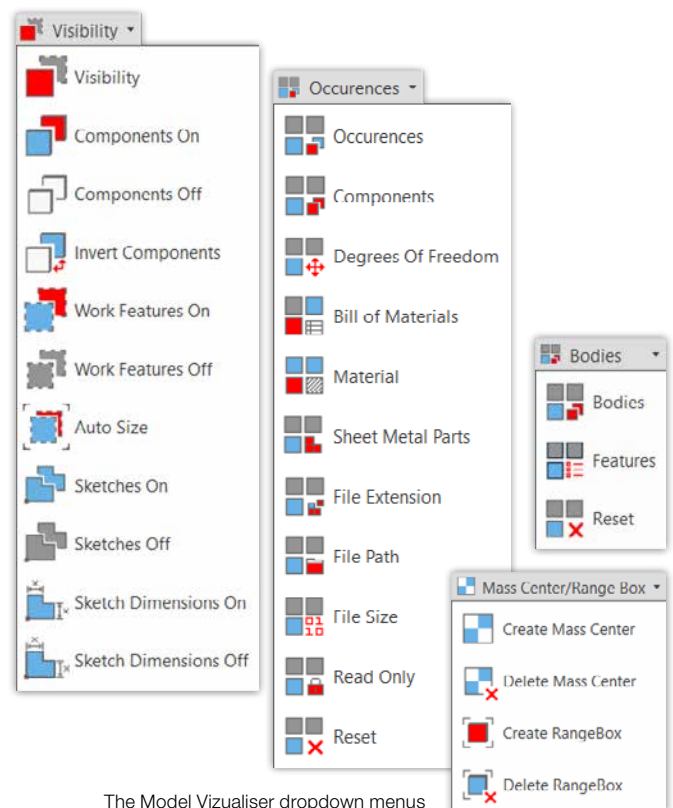 Visibility
Visibility
Components On
Components Off
Invert Components
Work Features On
Work Features Off
Auto Size
Sketches On
Sketches Off
Sketch Dimensions On
Sketch Dimensions Off
Occurences
Occurences
Components
Degrees Of Freedom
Bill of Materials
Material
Sheet Metal Parts
File Extension
File Path
File Size
Read Only
Reset
Bodies
Bodies
Features
Reset
Mass Center/Range Box
Create Mass Center
Delete Mass Center
Create RangeBox
Delete RangeBox
The Model Vizualiser dropdown menus